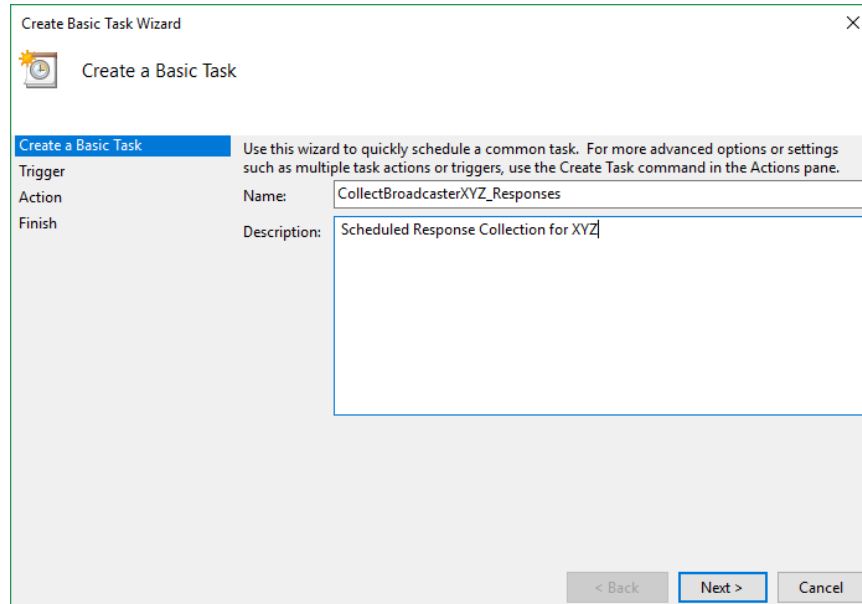 Create Basic Task Wizard
Create a Basic Task
Create a Basic Task
Trigger
Action
Finish
Use this wizard to quickly schedule a common task. For more advanced options or settings
such as multiple task actions or triggers, use the Create Task command in the Actions pane.
Name: CollectBroadcasterXYZ_Responses
Description: Scheduled Response Collection for XYZ
< Back Next > Cancel